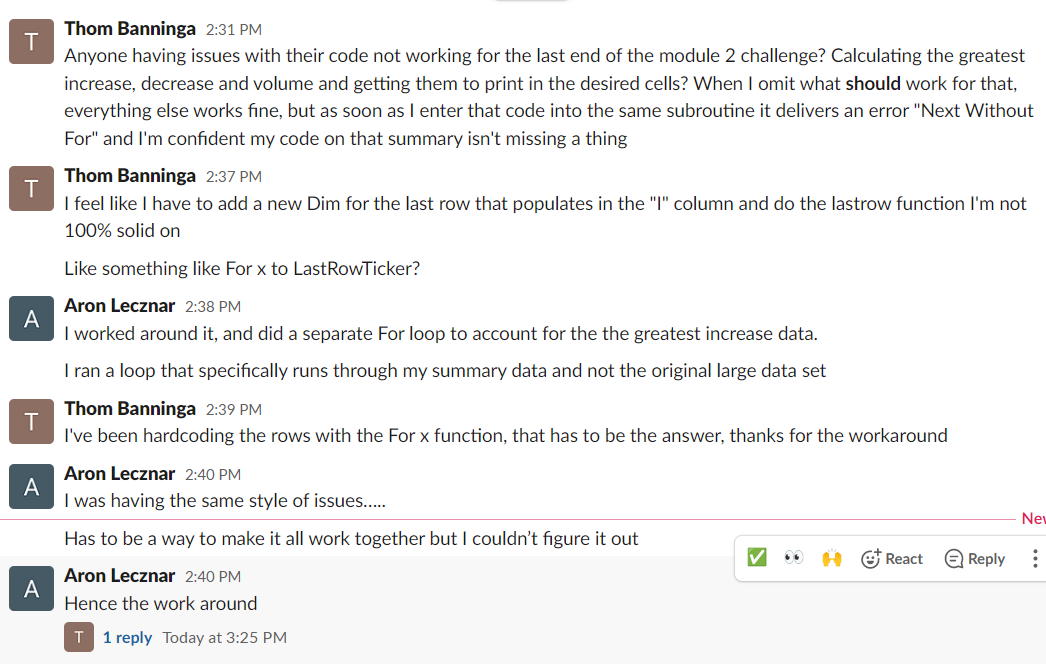 T
Thom Banninga 2:31 PM
Anyone having issues with their code not working for the last end of the module 2 challenge? Calculating the greatest
increase, decrease and volume and getting them to print in the desired cells? When I omit what should work for that,
everything else works fine, but as soon as I enter that code into the same subroutine it delivers an error "Next Without
For" and I'm confident my code on that summary isn't missing a thing
T
Thom Banninga 2:37 PM
I feel like I have to add a new Dim for the last row that populates in the "I" column and do the lastrow function I'm not
100% solid on
Like something like For x to LastRowTicker?
A
Aron Lecznar 2:38 PM
I worked around it, and did a separate For loop to account for the the greatest increase data.
I ran a loop that specifically runs through my summary data and not the original large data set
T
Thom Banninga 2:39 PM
I've been hardcoding the rows with the For x function, that has to be the answer, thanks for the workaround
A
Aron Lecznar 2:40 PM
I was having the same style of issues.....
New
Has to be a way to make it all work together but I couldn't figure it out
React Reply
A
Aron Lecznar 2:40 PM
Hence the work around
T 1 reply Today at 3:25 PM